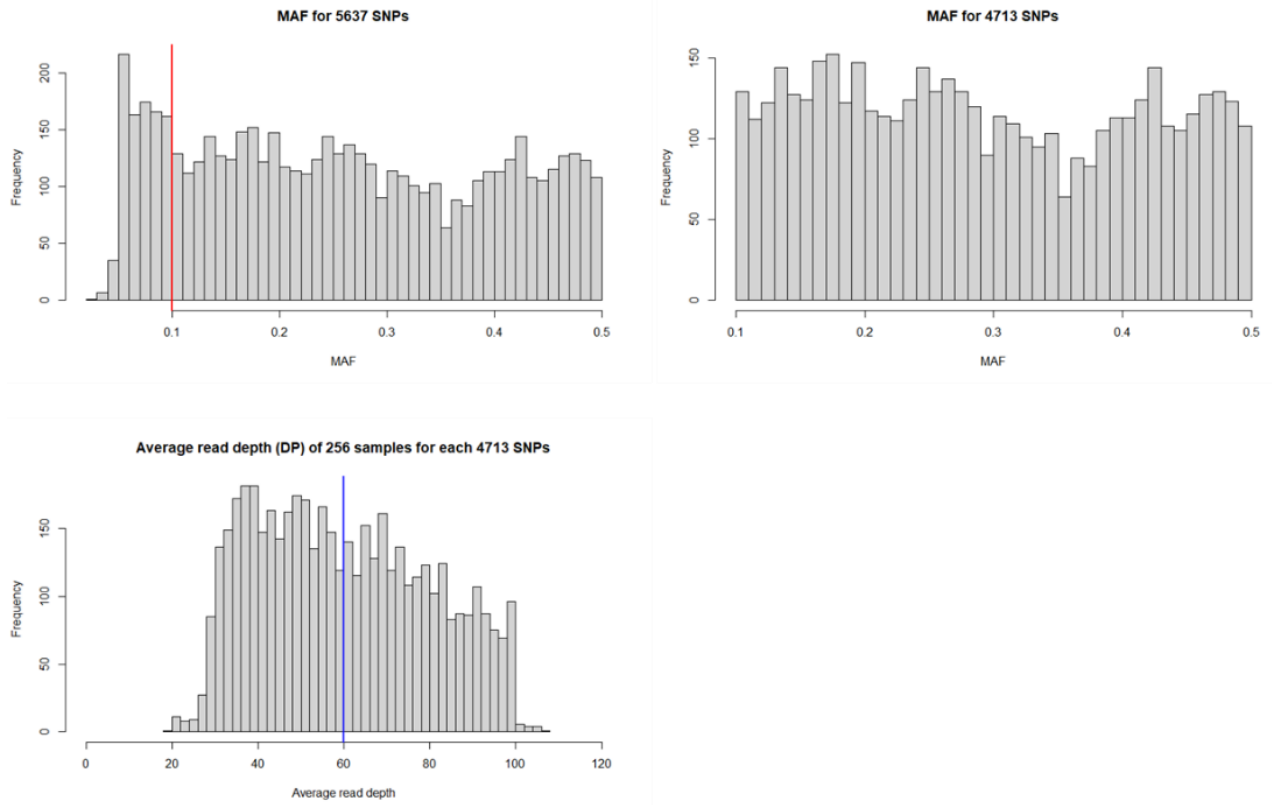 MAF for 5637 SNPs
Frequency
0 50 100 150 200
0.1 0.2 0.3 0.4 0.5
MAF
MAF for 4713 SNPs
Frequency
0 50 100 150
0.1 0.2 0.3 0.4 0.5
MAF
Average read depth (DP) of 256 samples for each 4713 SNPs
Frequency
0 50 100 150
0 20 40 60 80 100 120
Average read depth